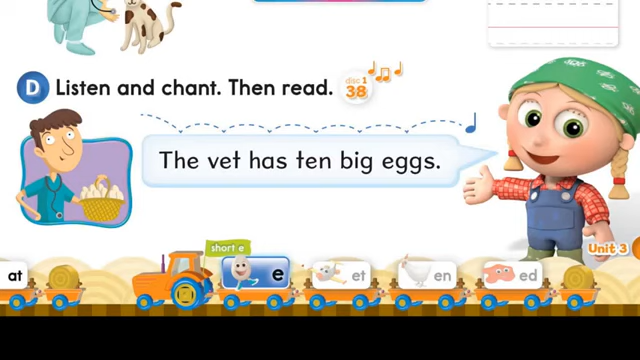 D Listen and chant. Then read. disc 1 38
The vet has ten big eggs.
Unit 3
short e
at e et en ed